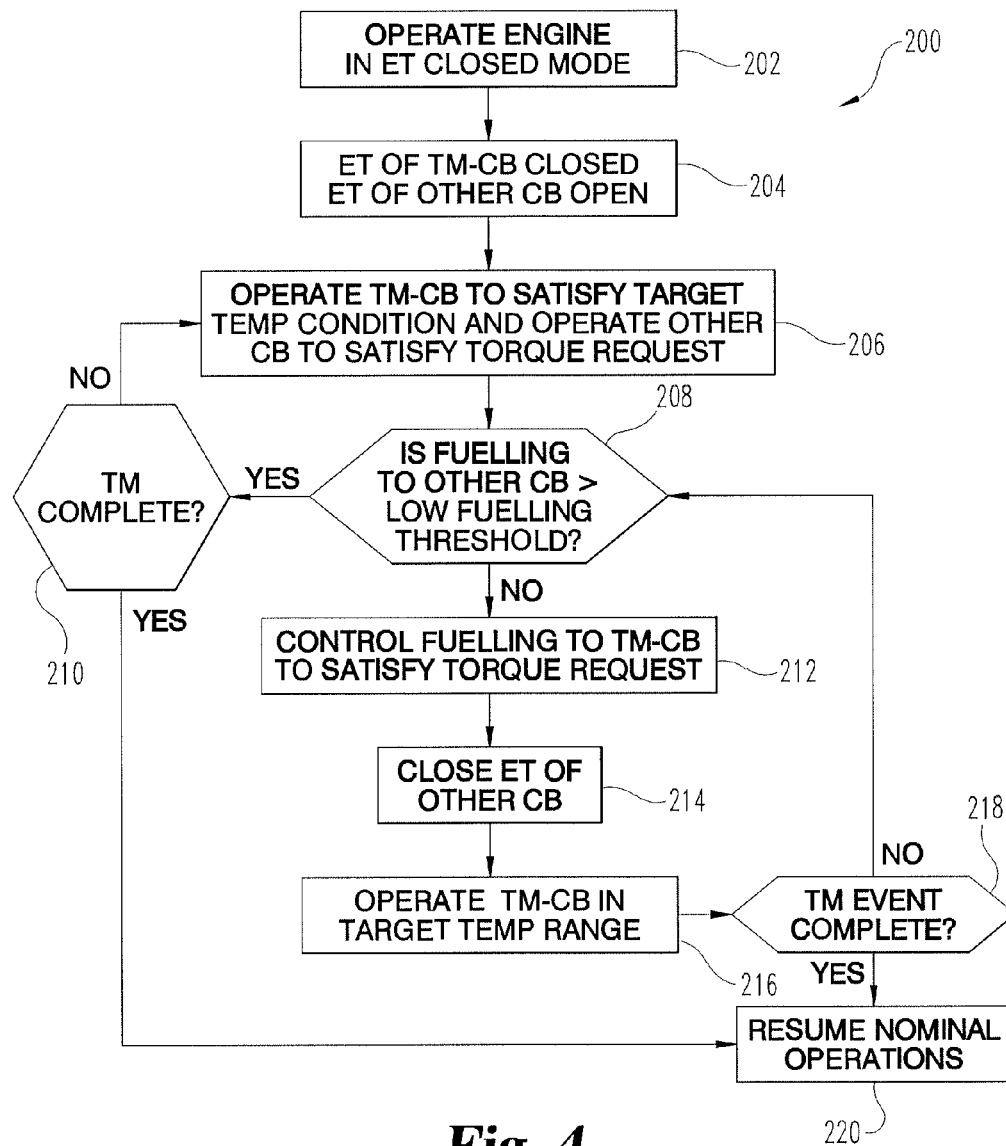 OPERATE ENGINE
IN ET CLOSED MODE
202
200
ET OF TM-CB CLOSED
ET OF OTHER CB OPEN
204
OPERATE TM-CB TO SATISFY TARGET
TEMP CONDITION AND OPERATE OTHER
CB TO SATISFY TORQUE REQUEST
206
NO
208
TM
COMPLETE?
YES
IS FUELLING
TO OTHER CB >
LOW FUELLING
THRESHOLD?
210
YES
NO
CONTROL FUELLING TO TM-CB
TO SATISFY TORQUE REQUEST
212
CLOSE ET OF
OTHER CB
214
218
NO
OPERATE TM-CB IN
TARGET TEMP RANGE
216
TM EVENT
COMPLETE?
YES
RESUME NOMINAL
OPERATIONS
220
Fig. 4